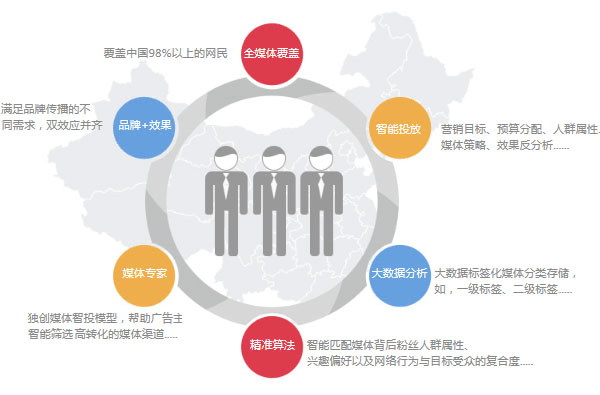 覆盖中国98%以上的网民
全媒体覆盖
满足品牌传播的不
同需求，双效应并齐
品牌+效果
智能投放
营销目标、预算分配、人群属性、
媒体策略、效果反分析......
媒体专家
大数据分析
大数据标签化媒体分类存储，
如，一级标签、二级标签.....
独创媒体智投模型，帮助广告主
智能筛选高转化的媒体渠道.....
精准算法
智能匹配媒体背后粉丝人群属性、
兴趣偏好以及网络行为与目标受众的复合度.....